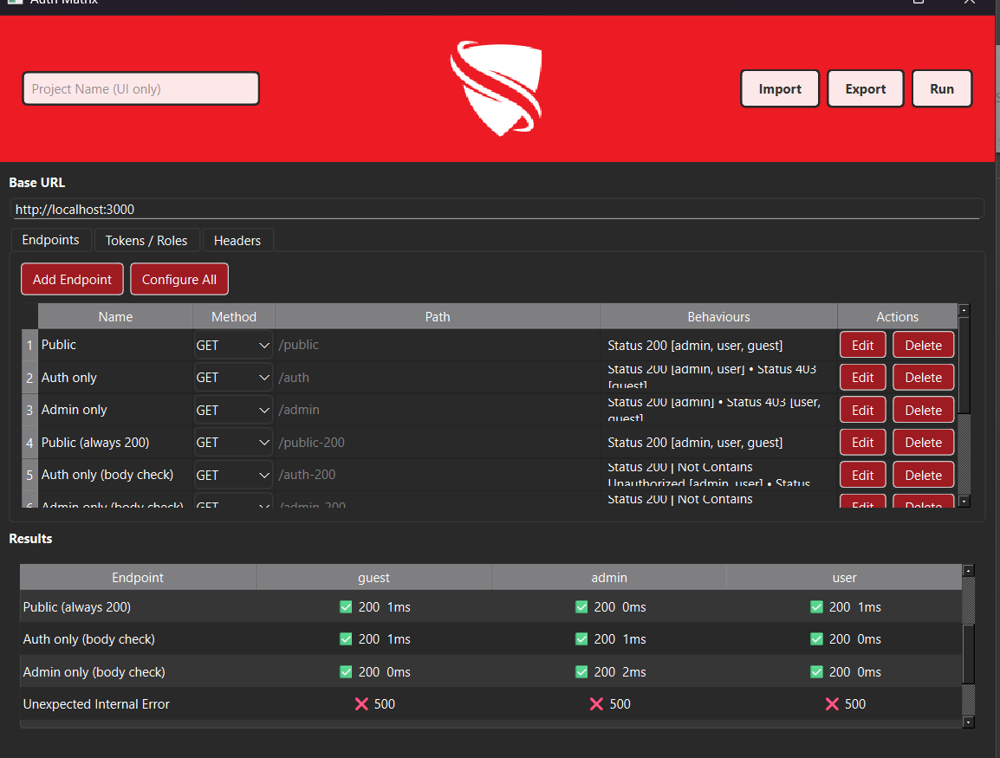 Auth Matrix
Project Name (UI only)
Import Export Run
Base URL
http://localhost:3000
Endpoints Tokens / Roles Headers
Add Endpoint Configure All
Name Method Path Behaviours Actions
1 Public GET /public Status 200 [admin, user, guest] Edit Delete
2 Auth only GET /auth Status 200 [admin, user] • Status 403
[guest] Edit Delete
3 Admin only GET /admin Status 200 [admin] • Status 403 [user,
guest] Edit Delete
4 Public (always 200) GET /public-200 Status 200 [admin, user, guest] Edit Delete
5 Auth only (body check) GET /auth-200 Status 200 | Not Contains
Unauthorized [admin, user] • Status Edit Delete
6 Admin only (body check) GET /admin-200 Status 200 | Not Contains Edit Delete
Results
Endpoint guest admin user
Public (always 200) 200 1ms 200 0ms 200 1ms
Auth only (body check) 200 1ms 200 1ms 200 0ms
Admin only (body check) 200 0ms 200 2ms 200 0ms
Unexpected Internal Error 500 500 500